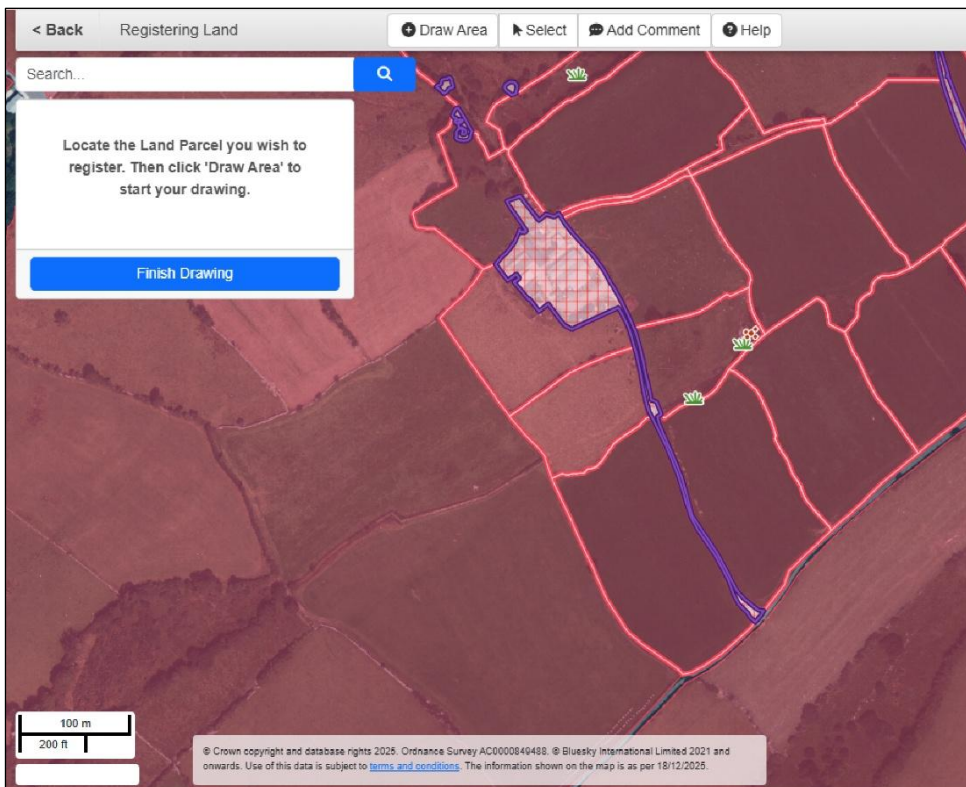 < Back Registering Land Draw Area Select Add Comment Help
Search...
Locate the Land Parcel you wish to
register. Then click 'Draw Area' to
start your drawing.
Finish Drawing
100 m
200 ft
© Crown copyright and database rights 2025. Ordnance Survey AC0000849488. © Bluesky International Limited 2021 and
onwards. Use of this data is subject to terms and conditions. The information shown on the map is as per 18/12/2025.